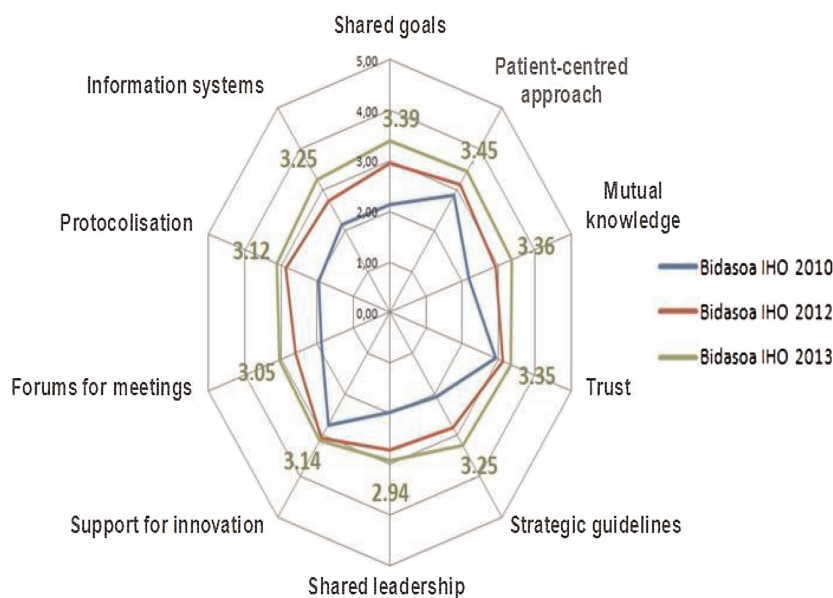 Shared goals
5,00
Patient-centred
approach
Information systems
4,00
3.39
3.25
3.45
3,00
Mutual
knowledge
2,00
Protocolisation
3.12
3.36
1,00
Bidasoa IHO 2010
Bidasoa IHO 2012
0,00
Bidasoa IHO 2013
Forums for meetings
3.05
3.35
Trust
3.14
3.25
2.94
Support for innovation
Strategic guidelines
Shared leadership